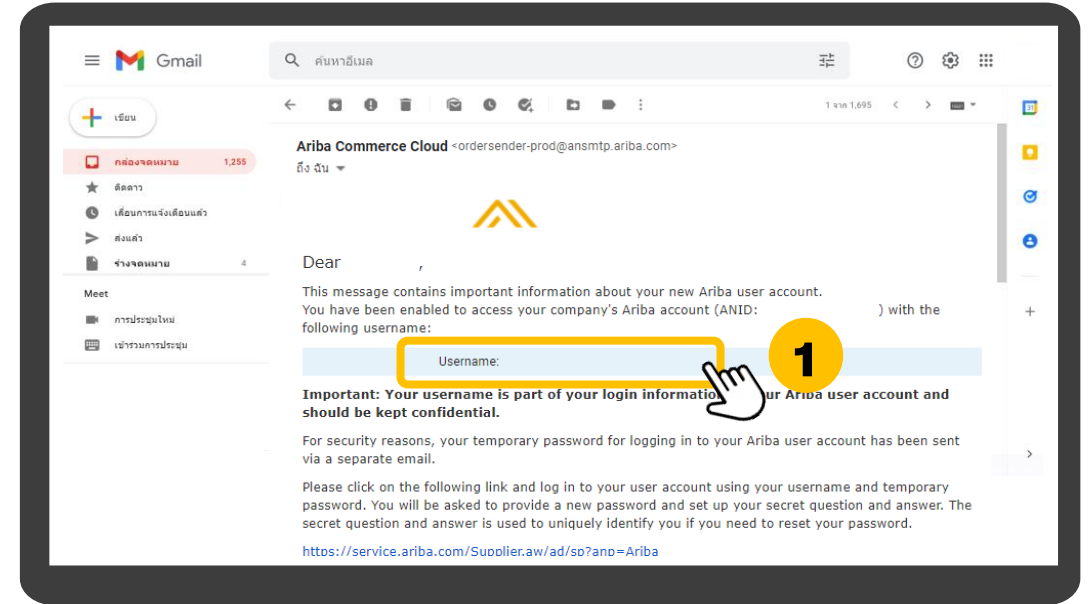 Gmail
ค้นหาอีเมล
เขียน
1 จาก 1,695
กล่องจดหมาย 1,255
ติดดาว
เลื่อนการแจ้งเตือนแล้ว
ส่งแล้ว
ร่างจดหมาย 4
Meet
การประชุมใหม่
เข้าร่วมการประชุม
31
Ariba Commerce Cloud <ordersender-prod@ansmtp.ariba.com>
ถึง ฉัน
Dear ,
This message contains important information about your new Ariba user account.
You have been enabled to access your company's Ariba account (ANID: ) with the
following username:
Username:
1
Important: Your username is part of your login information ur Ariba user account and
should be kept confidential.
For security reasons, your temporary password for logging in to your Ariba user account has been sent
via a separate email.
Please click on the following link and log in to your user account using your username and temporary
password. You will be asked to provide a new password and set up your secret question and answer. The
secret question and answer is used to uniquely identify you if you need to reset your password.
https://service.ariba.com/Supplier.aw/ad/sp?anp=Ariba